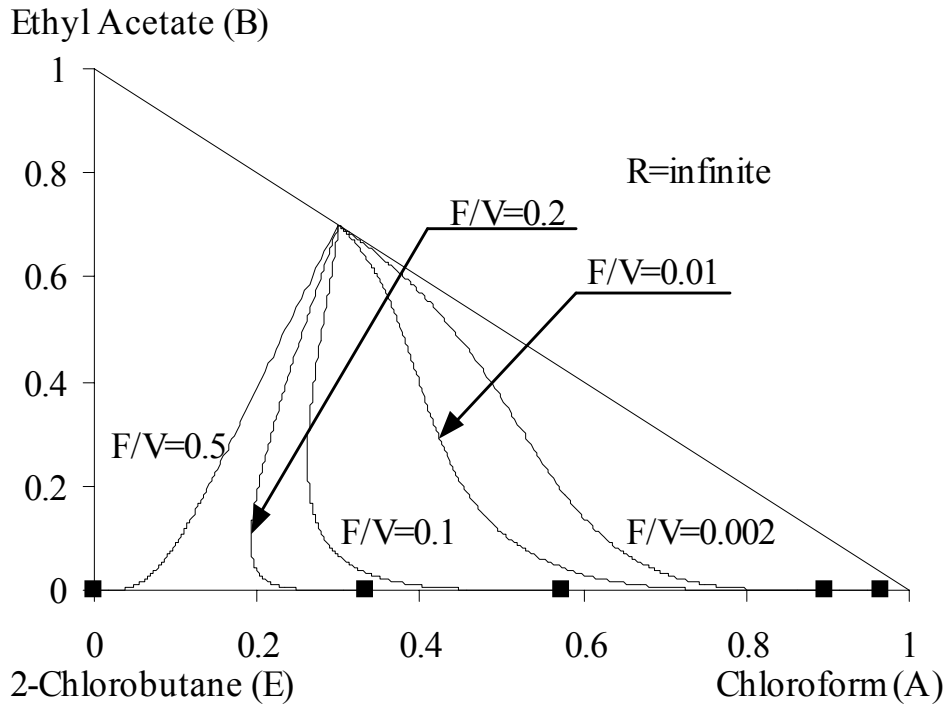 Ethyl Acetate (B)
1
0.8
R=infinite
F/V=0.2
0.6
F/V=0.01
0.4
F/V=0.5
0.2
F/V=0.1
F/V=0.002
0
0 0.2 0.4 0.6 0.8 1
2-Chlorobutane (E) Chloroform (A)